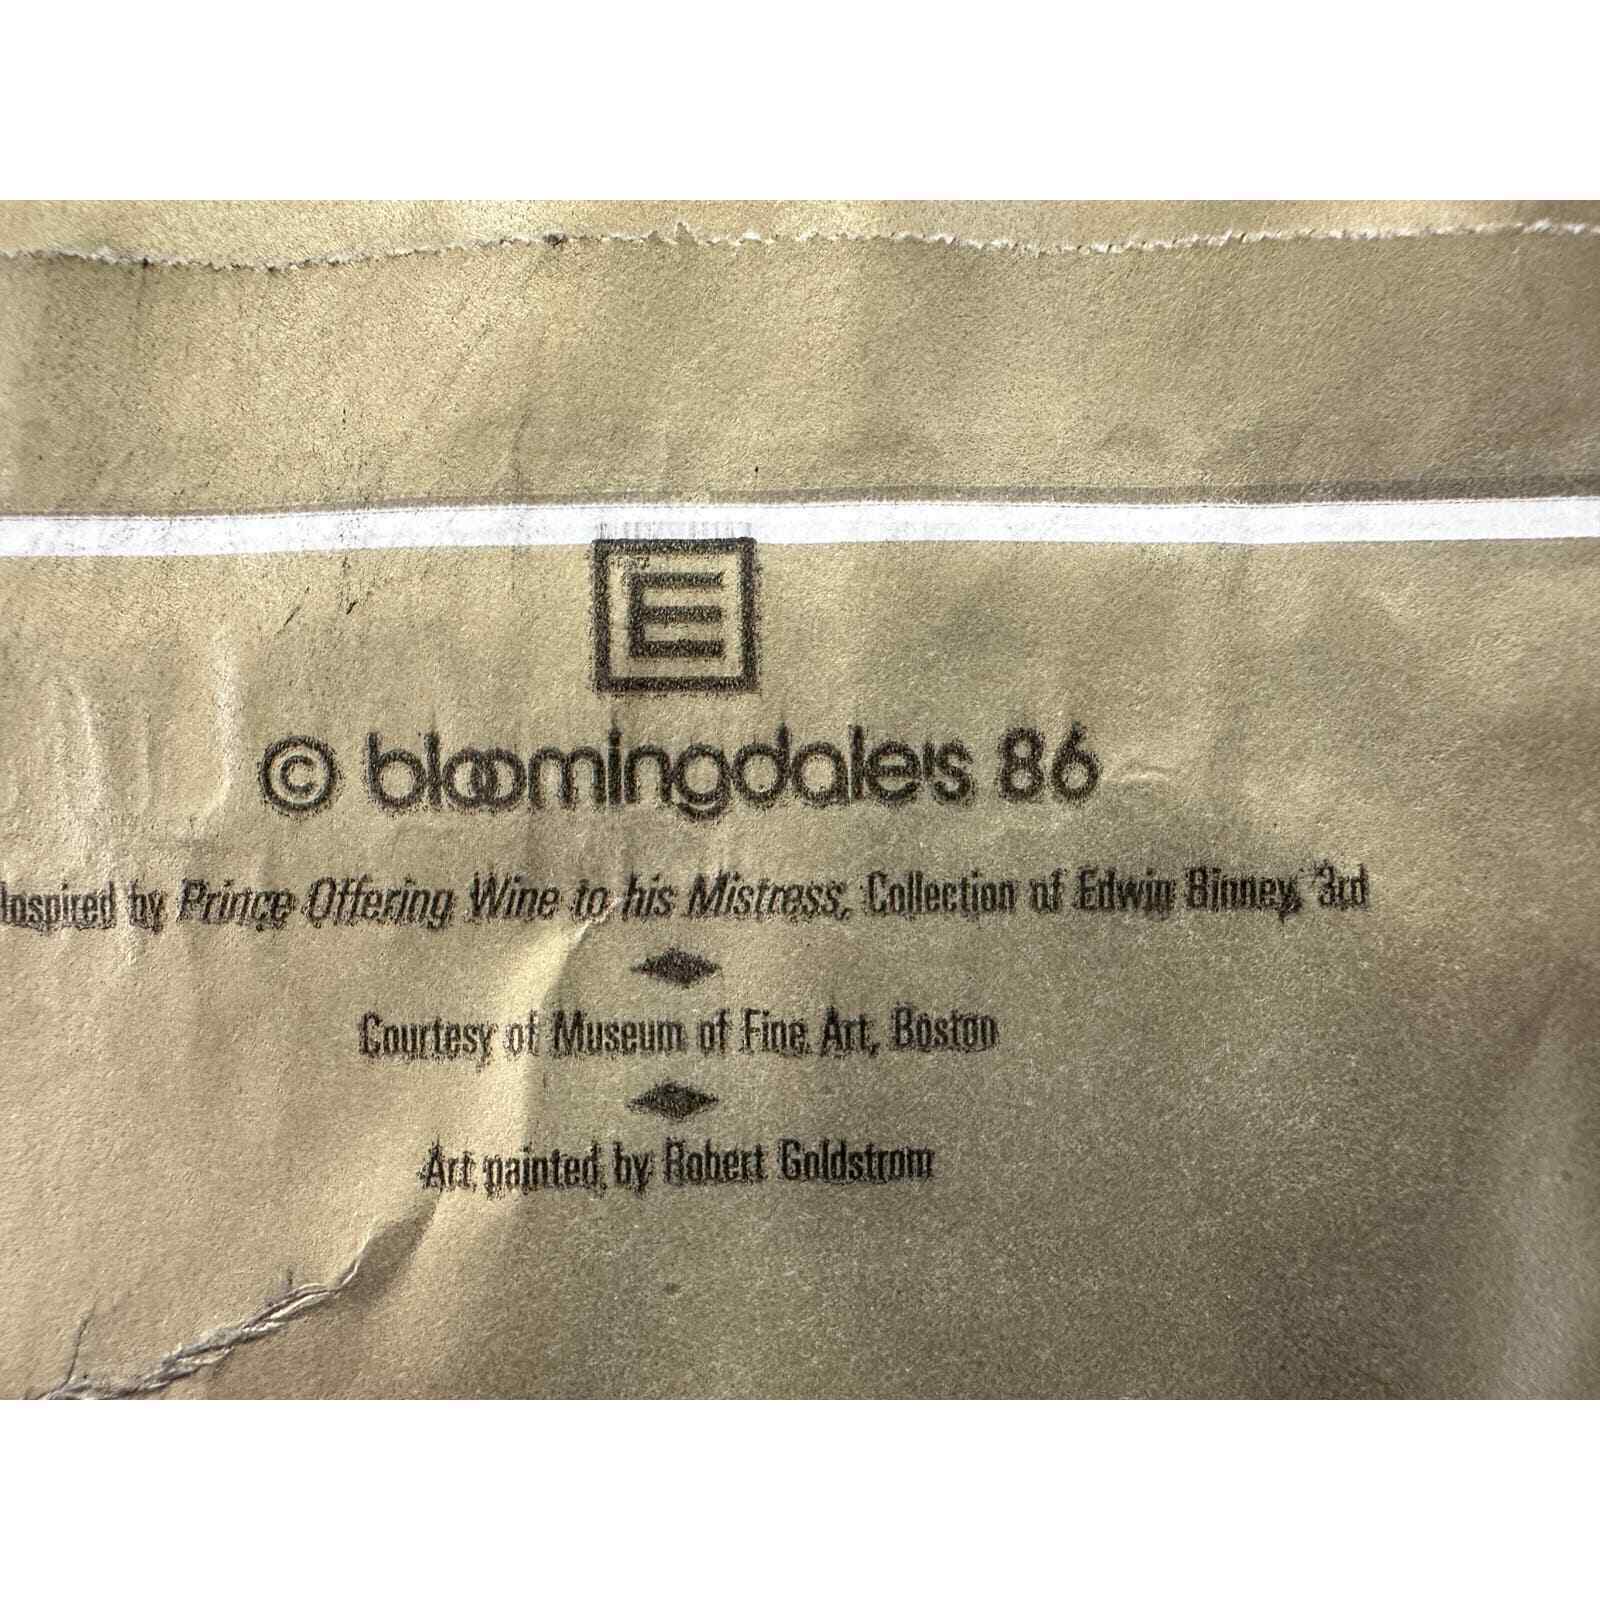 E
© bloomingdale's 86
Inspired by Prince Offering Wine to his Mistress, Collection of Edwin Binney, 3rd
Courtesy of Museum of Fine Art, Boston
Art painted by Robert Goldstrom